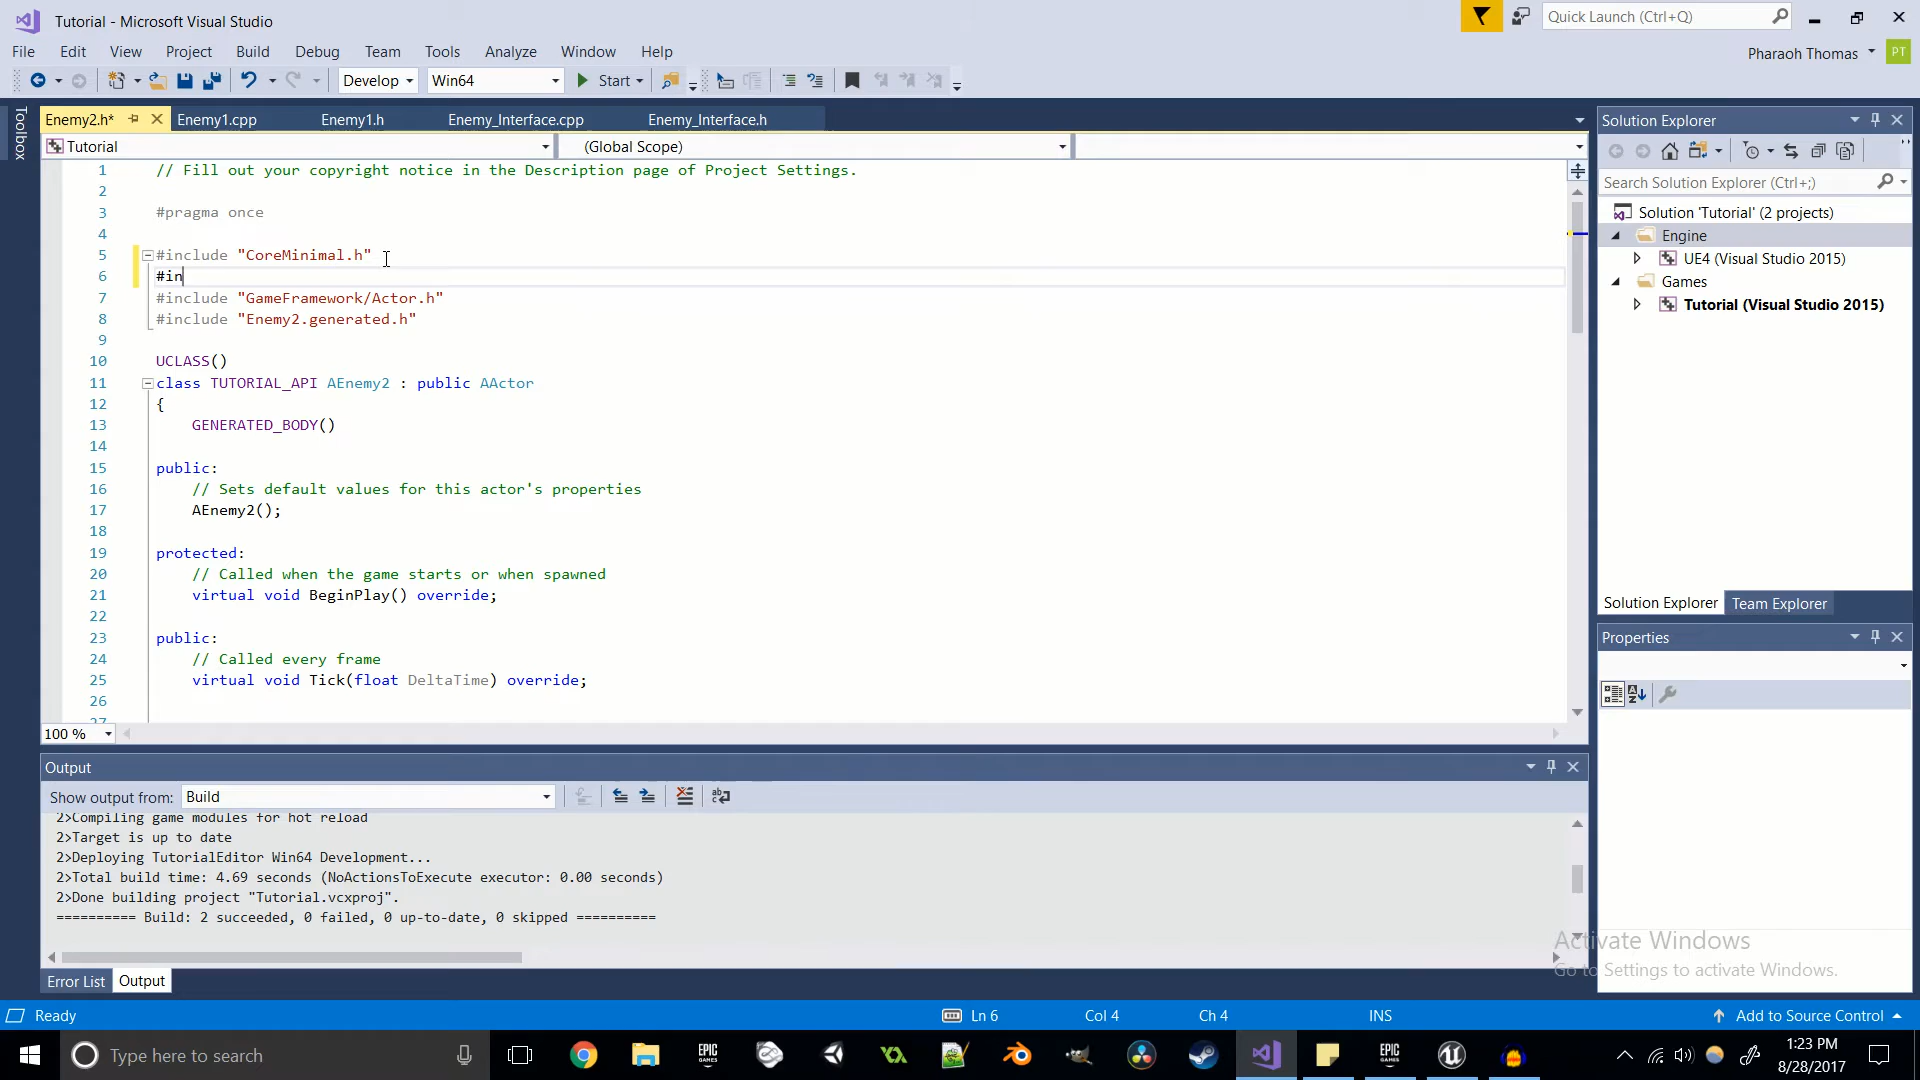 Tutorial - Microsoft Visual Studio
Quick Launch (Ctrl+Q)
File Edit View Project Build Debug Team Tools Analyze Window Help
Pharaoh Thomas PT
Develop Win64 Start
Toolbox
Enemy2.h* Enemy1.cpp Enemy1.h Enemy_Interface.cpp Enemy_Interface.h
Tutorial (Global Scope)
1 // Fill out your copyright notice in the Description page of Project Settings.
2
3 #pragma once
4
5 #include "CoreMinimal.h"
6 #in
7 #include "GameFramework/Actor.h"
8 #include "Enemy2.generated.h"
9
10 UCLASS()
11 class TUTORIAL_API AEnemy2 : public AActor
12 {
13 GENERATED_BODY()
14
15 public:
16 // Sets default values for this actor's properties
17 AEnemy2();
18
19 protected:
20 // Called when the game starts or when spawned
21 virtual void BeginPlay() override;
22
23 public:
24 // Called every frame
25 virtual void Tick(float DeltaTime) override;
26
27
100 %
Solution Explorer
Search Solution Explorer (Ctrl+;)
Solution 'Tutorial' (2 projects)
Engine
UE4 (Visual Studio 2015)
Games
Tutorial (Visual Studio 2015)
Solution Explorer Team Explorer
Properties
Output
Show output from: Build
2>Compiling game modules for hot reload
2>Target is up to date
2>Deploying TutorialEditor Win64 Development...
2>Total build time: 4.69 seconds (NoActionsToExecute executor: 0.00 seconds)
2>Done building project "Tutorial.vcxproj".
========== Build: 2 succeeded, 0 failed, 0 up-to-date, 0 skipped ==========
Activate Windows
Go to Settings to activate Windows.
Error List Output
Ready Ln 6 Col 4 Ch 4 INS Add to Source Control
Type here to search
EPIC GAMES
EPIC GAMES
1:23 PM
8/28/2017